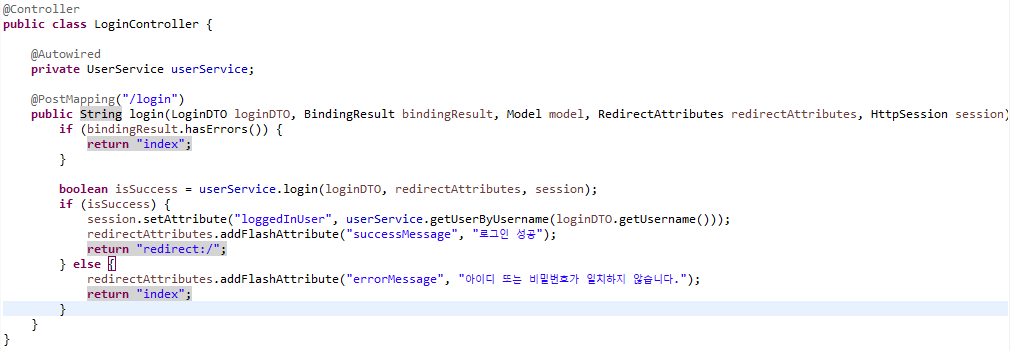 @Controller
public class LoginController {
@Autowired
private UserService userService;
@PostMapping("/login")
public String login(LoginDTO loginDTO, BindingResult bindingResult, Model model, RedirectAttributes redirectAttributes, HttpSession session)
if (bindingResult.hasErrors()) {
return "index";
}
boolean isSuccess = userService.login(loginDTO, redirectAttributes, session);
if (isSuccess) {
session.setAttribute("loggedInUser", userService.getUserByUsername(loginDTO.getUsername()));
redirectAttributes.addFlashAttribute("successMessage", "로그인 성공");
return "redirect:/";
} else {
redirectAttributes.addFlashAttribute("errorMessage", "아이디 또는 비밀번호가 일치하지 않습니다.");
return "index";
}
}
}